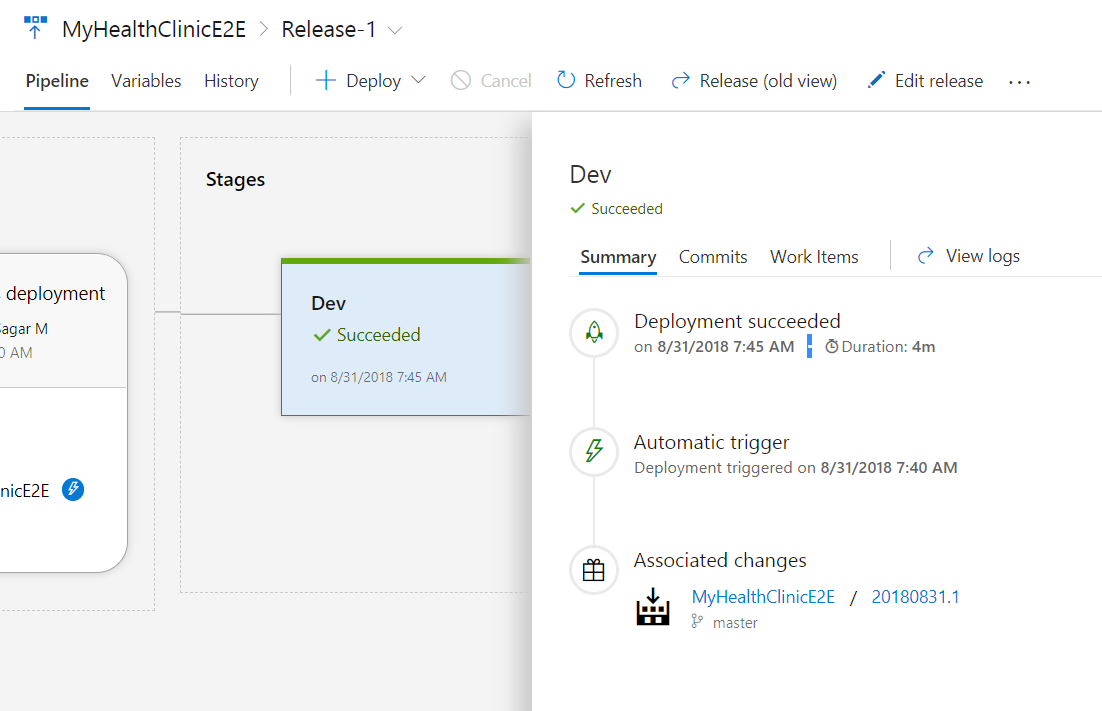 MyHealthClinicE2E > Release-1
Pipeline Variables History Deploy Cancel Refresh Release (old view) Edit release ...
Stages
deployment
Sagar M
0 AM
nicE2E
Dev
Succeeded
on 8/31/2018 7:45 AM
Dev
Succeeded
Summary Commits Work Items View logs
Deployment succeeded
on 8/31/2018 7:45 AM Duration: 4m
Automatic trigger
Deployment triggered on 8/31/2018 7:40 AM
Associated changes
MyHealthClinicE2E / 20180831.1
master